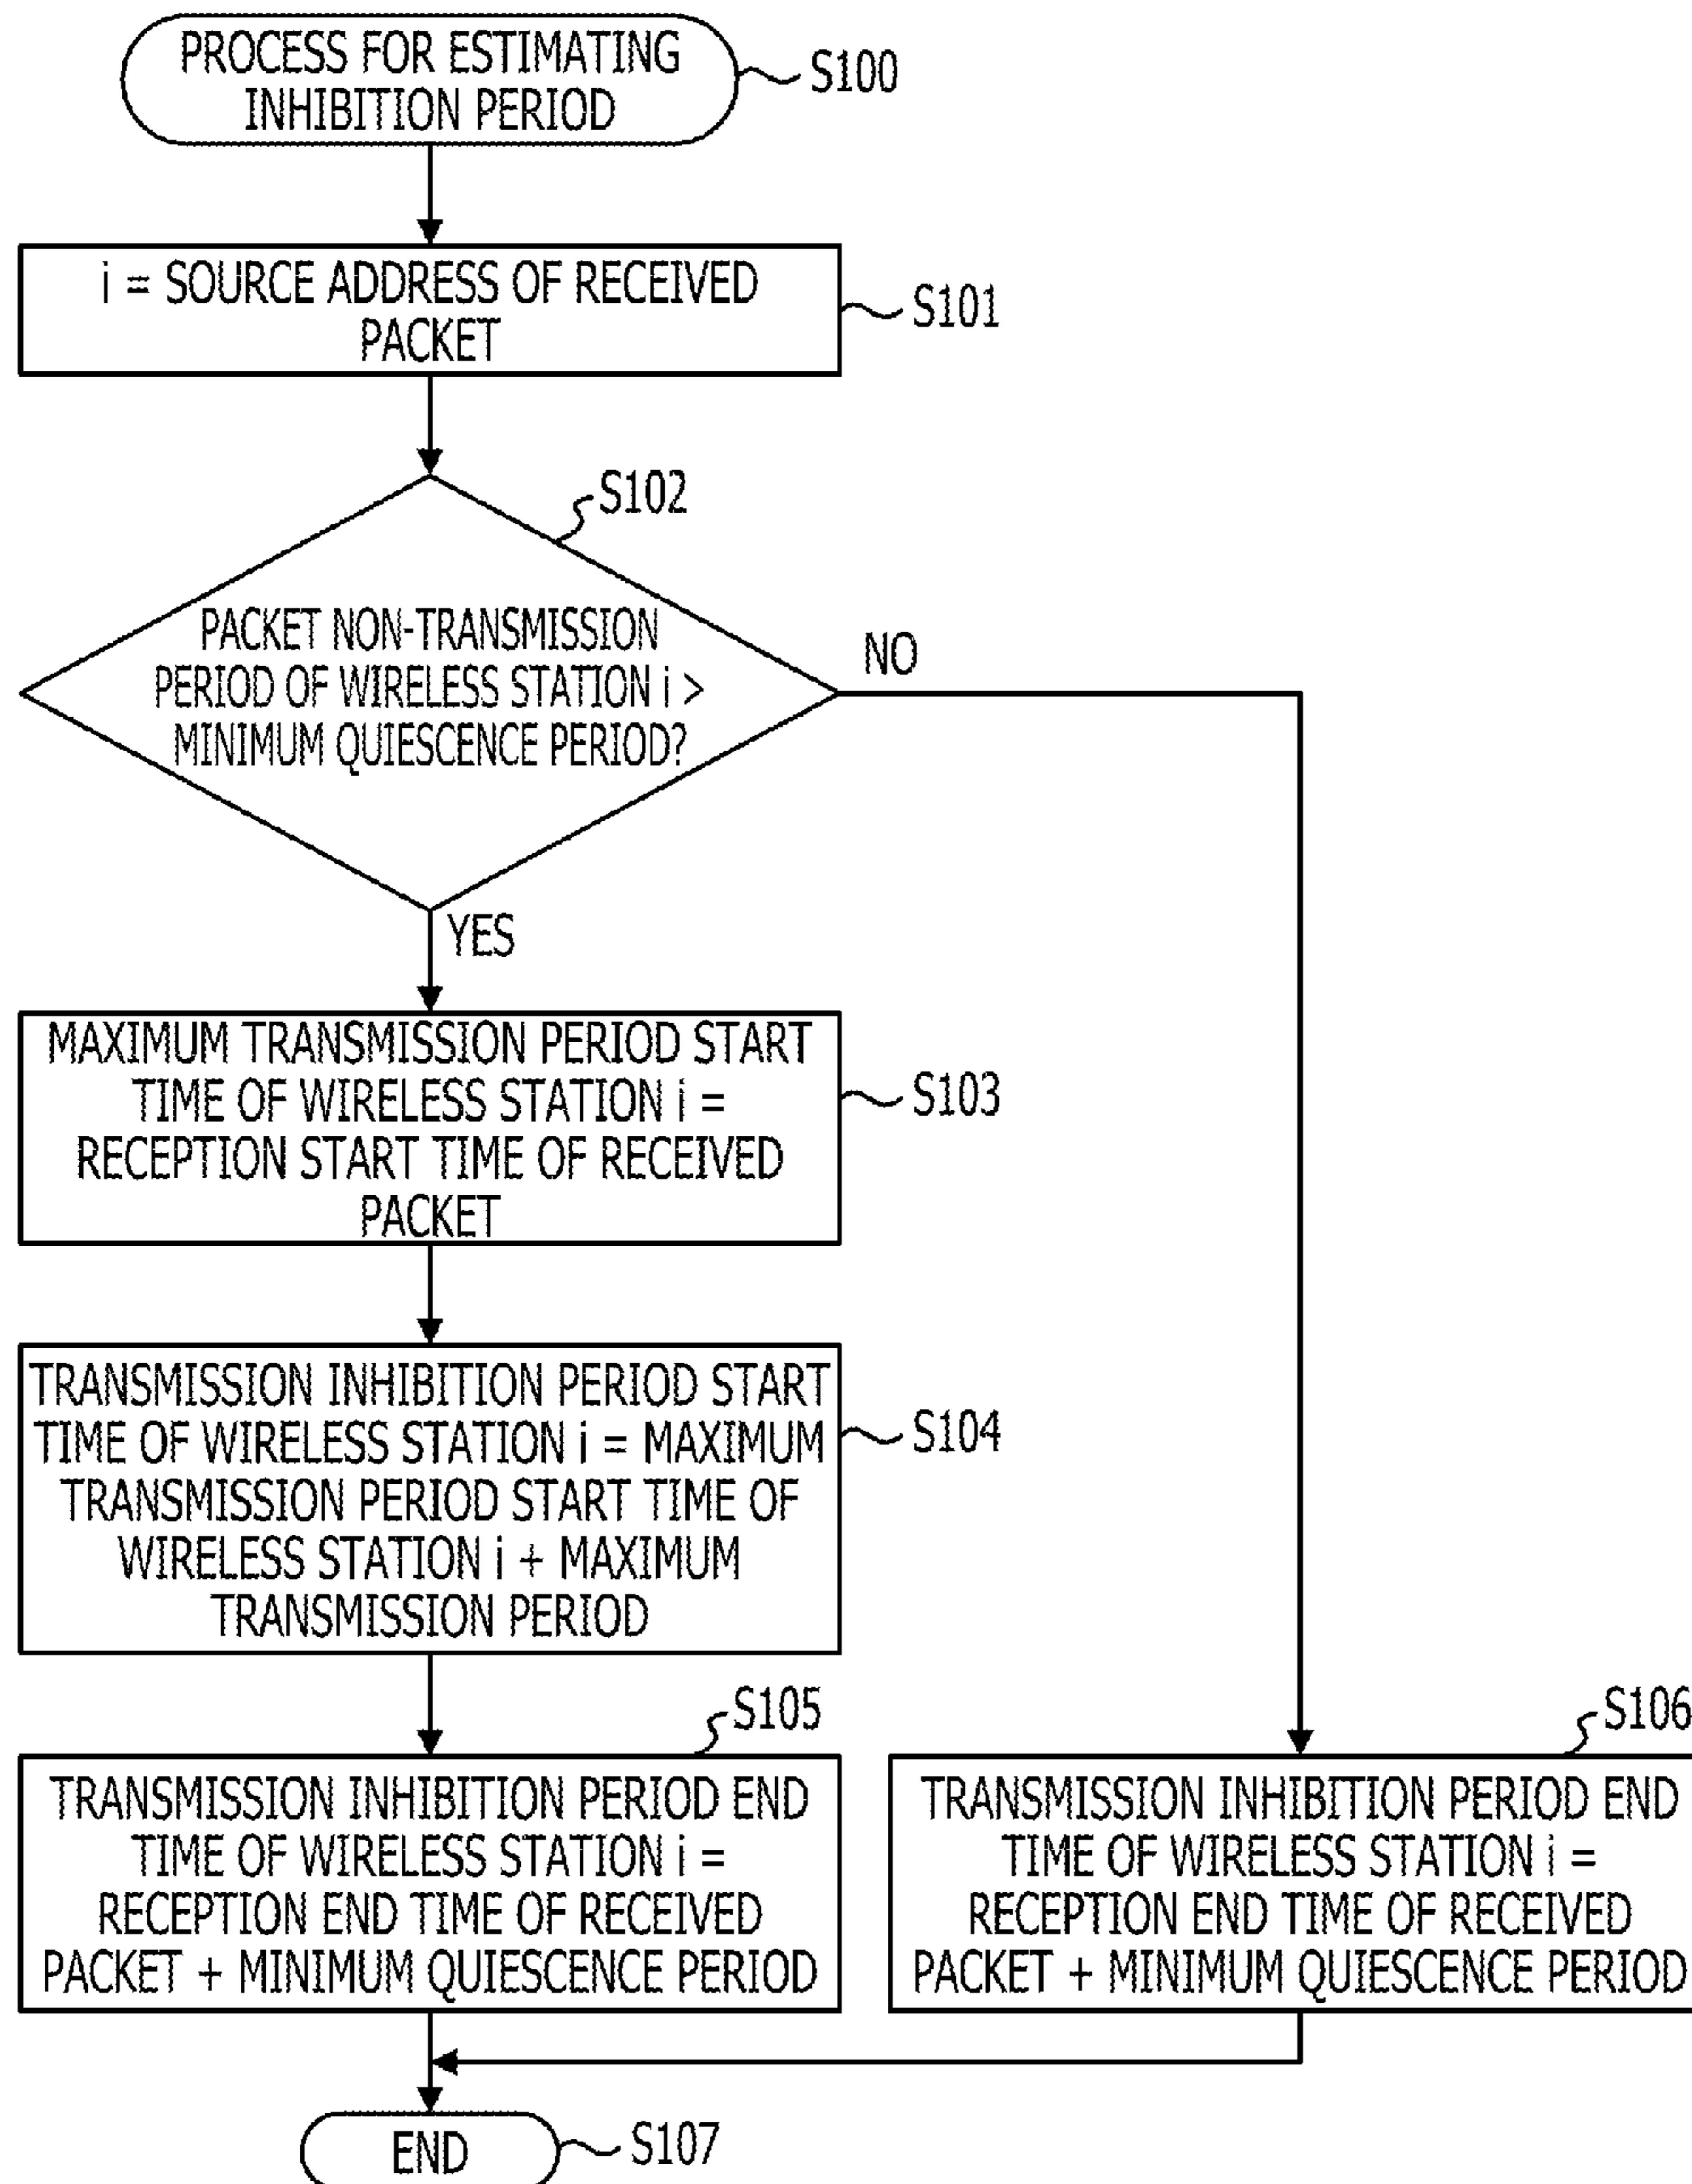 PROCESS FOR ESTIMATING
INHIBITION PERIOD
S100
i = SOURCE ADDRESS OF RECEIVED
PACKET
S101
S102
PACKET NON-TRANSMISSION
PERIOD OF WIRELESS STATION i >
MINIMUM QUIESCENCE PERIOD?
NO
YES
MAXIMUM TRANSMISSION PERIOD START
TIME OF WIRELESS STATION i =
RECEPTION START TIME OF RECEIVED
PACKET
S103
TRANSMISSION INHIBITION PERIOD START
TIME OF WIRELESS STATION i = MAXIMUM
TRANSMISSION PERIOD START TIME OF
WIRELESS STATION i + MAXIMUM
TRANSMISSION PERIOD
S104
S105
TRANSMISSION INHIBITION PERIOD END
TIME OF WIRELESS STATION i =
RECEPTION END TIME OF RECEIVED
PACKET + MINIMUM QUIESCENCE PERIOD
S106
TRANSMISSION INHIBITION PERIOD END
TIME OF WIRELESS STATION i =
RECEPTION END TIME OF RECEIVED
PACKET + MINIMUM QUIESCENCE PERIOD
END
S107